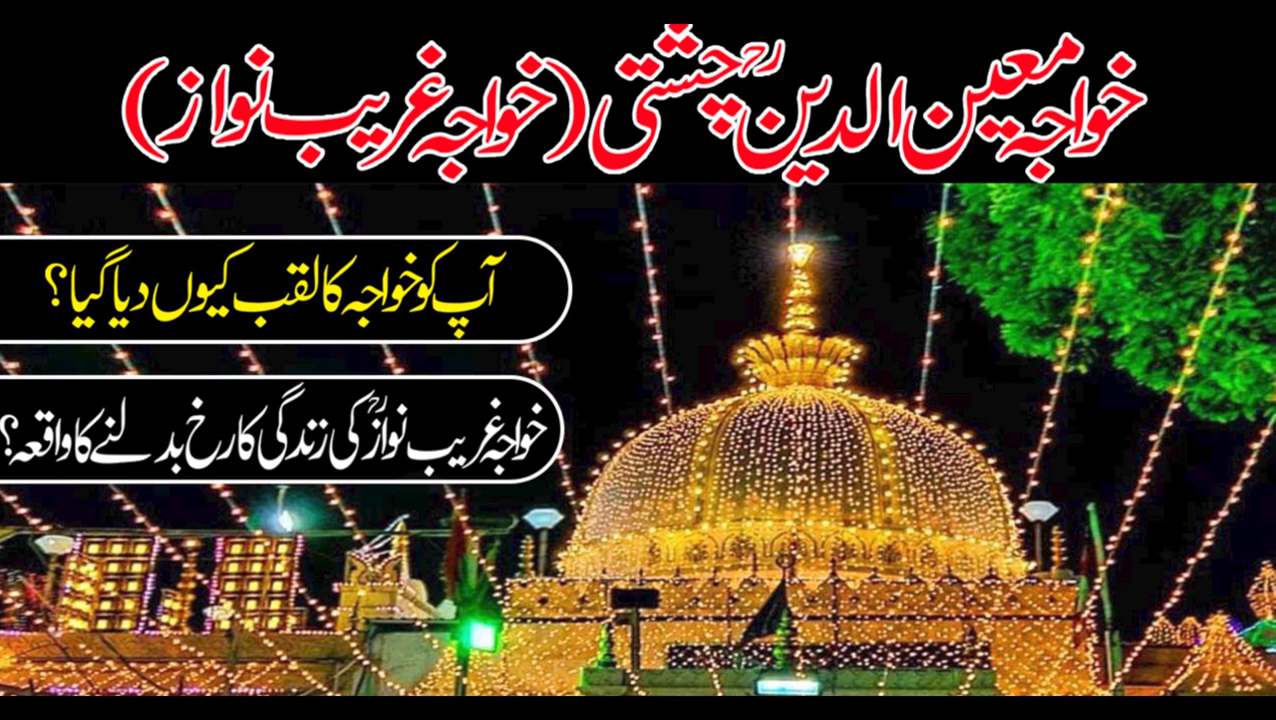 خواجہ معین الدین چشتیؒ (خواجہ غریب نواز)
آپ کو خواجہ کا لقب کیوں دیا گیا؟
خواجہ غریب نوازؒ کی زندگی کا رخ بدلنے کا واقعہ؟